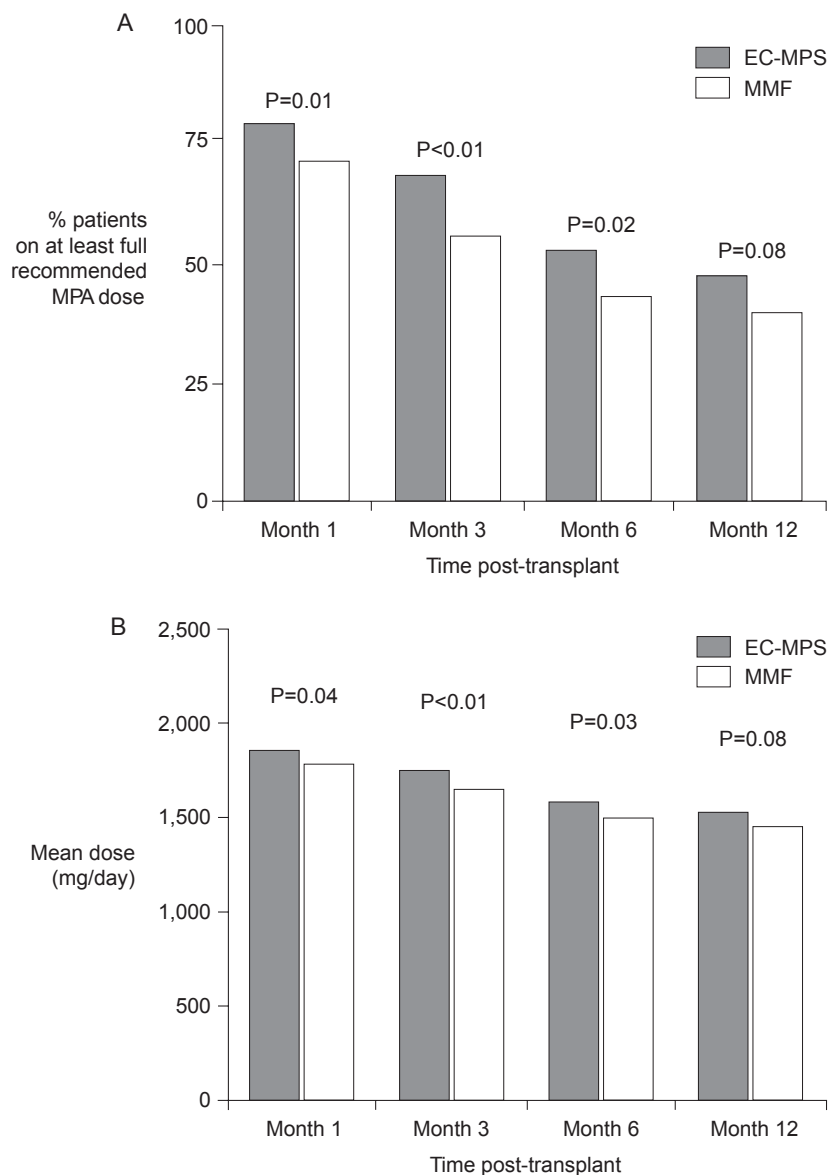 A
100
75
50
25
0
% patients
on at least full
recommended
MPA dose
EC-MPS
MMF
P=0.01
P<0.01
P=0.02
P=0.08
Month 1
Month 3
Month 6
Month 12
Time post-transplant
B
2,500
2,000
1,500
1,000
500
0
Mean dose
(mg/day)
EC-MPS
MMF
P=0.04
P<0.01
P=0.03
P=0.08
Month 1
Month 3
Month 6
Month 12
Time post-transplant